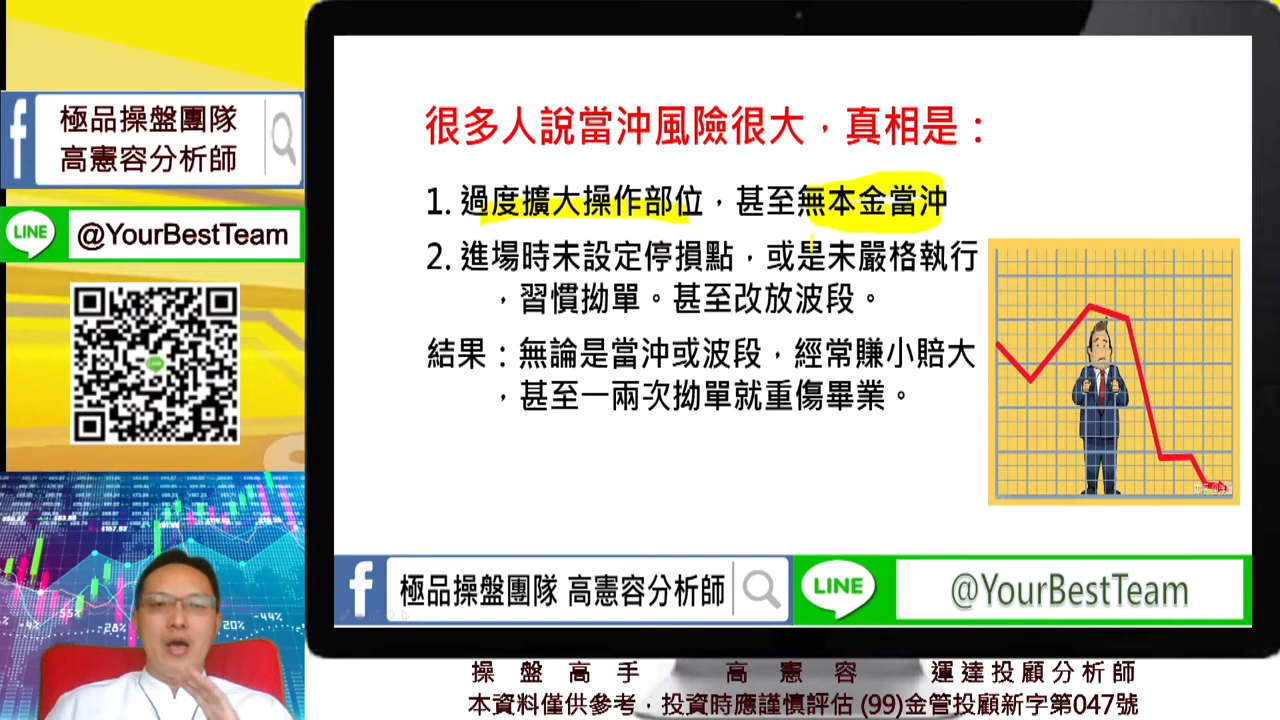 極品操盤團隊
高憲容分析師
LINE
@YourBestTeam
很多人說當沖風險很大，真相是：
1. 過度擴大操作部位，甚至無本金當沖
2. 進場時未設定停損點，或是未嚴格執行
，習慣拗單。甚至改放波段。
結果：無論是當沖或波段，經常賺小賠大
，甚至一兩次拗單就重傷畢業。
極品操盤團隊 高憲容分析師
LINE
@YourBestTeam
-28%
20%
-44%
操盤高手 高憲容 運達投顧分析師
本資料僅供參考，投資時應謹慎評估 (99)金管投顧新字第047號